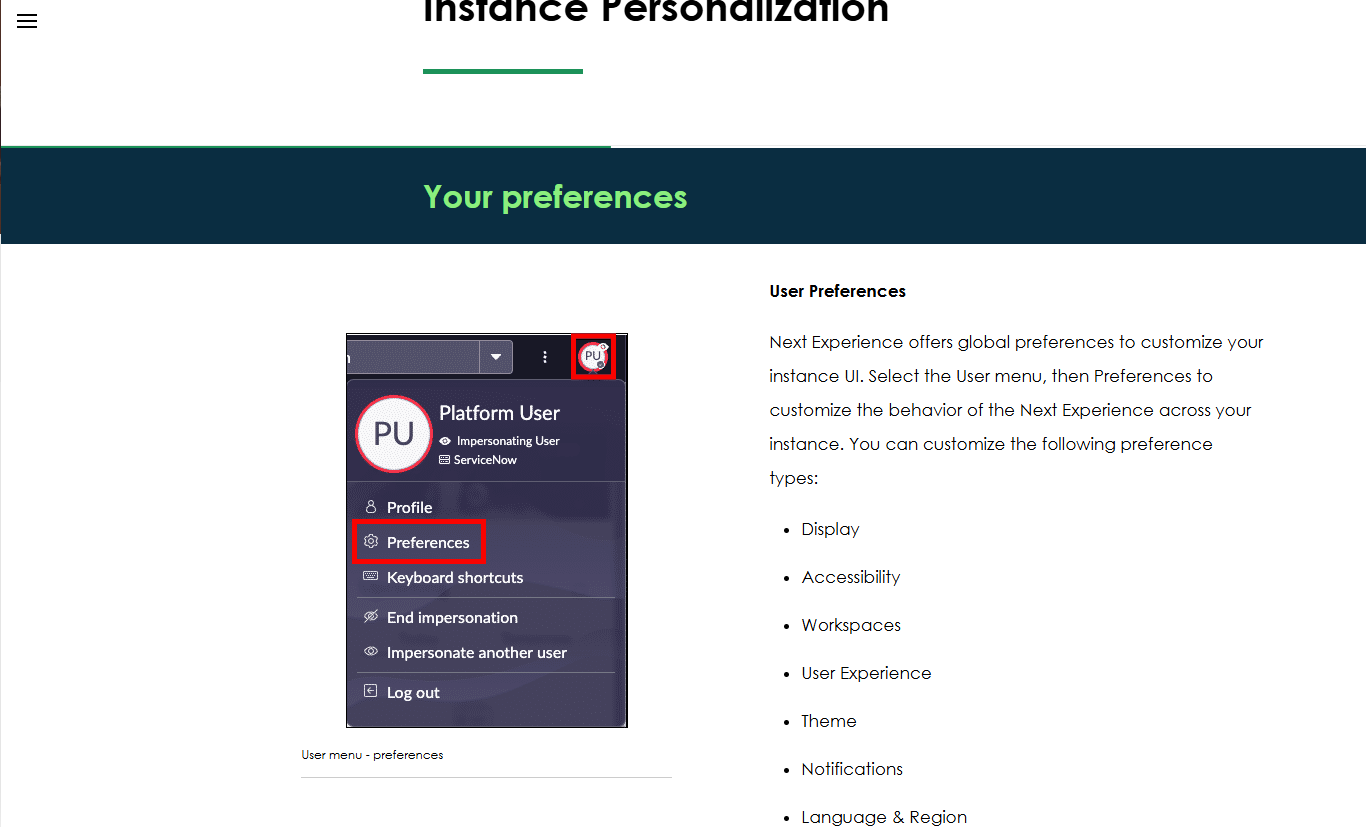 Instance Personalization
Your preferences
n
PU
PU
Platform User
Impersonating User
ServiceNow
Profile
Preferences
Keyboard shortcuts
End impersonation
Impersonate another user
Log out
User menu - preferences
User Preferences
Next Experience offers global preferences to customize your
instance UI. Select the User menu, then Preferences to
customize the behavior of the Next Experience across your
instance. You can customize the following preference
types:
Display
Accessibility
Workspaces
User Experience
Theme
Notifications
Language & Region